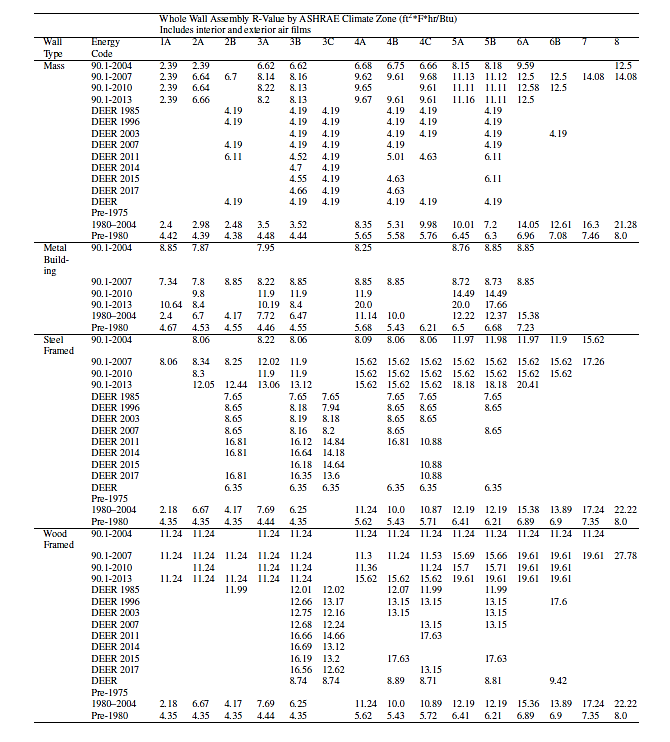 Whole Wall Assembly R-Value by ASHRAE Climate Zone (ft²*F*hr/Btu)
Includes interior and exterior air films
Wall Energy 1A 2A 2B 3A 3B 3C 4A 4B 4C 5A 5B 6A 6B 7 8
Type Code
Mass 90.1-2004 2.39 2.39 6.62 6.62 6.68 6.75 6.66 8.15 8.18 9.59 12.5
90.1-2007 2.39 6.64 6.7 8.14 8.16 9.62 9.61 9.68 11.13 11.12 12.5 12.5 14.08 14.08
90.1-2010 2.39 6.64 8.22 8.13 9.65 9.61 11.11 11.11 12.58 12.5
90.1-2013 2.39 6.66 8.2 8.13 9.67 9.61 9.61 11.16 11.11 12.5
DEER 1985 4.19 4.19 4.19 4.19 4.19 4.19
DEER 1996 4.19 4.19 4.19 4.19 4.19 4.19
DEER 2003 4.19 4.19 4.19 4.19 4.19 4.19
DEER 2007 4.19 4.19 4.19 4.19 4.19
DEER 2011 6.11 4.52 4.19 5.01 4.63 6.11
DEER 2014 4.7 4.19
DEER 2015 4.55 4.19 4.63 6.11
DEER 2017 4.66 4.19 4.63
DEER 4.19 4.19 4.19 4.19 4.19 4.19
Pre-1975
1980–2004 2.4 2.98 2.48 3.5 3.52 8.35 5.31 9.98 10.01 7.2 14.05 12.61 16.3 21.28
Pre-1980 4.42 4.39 4.38 4.48 4.44 5.65 5.58 5.76 6.45 6.3 6.96 7.08 7.46 8.0
Metal 90.1-2004 8.85 7.87 7.95 8.25 8.76 8.85 8.85
Build-
ing
90.1-2007 7.34 7.8 8.85 8.22 8.85 8.85 8.85 8.72 8.73 8.85
90.1-2010 9.8 11.9 11.9 11.9 14.49 14.49
90.1-2013 10.64 8.4 10.19 8.4 20.0 20.0 17.66
1980–2004 2.4 6.7 4.17 7.72 6.47 11.14 10.0 12.22 12.37 15.38
Pre-1980 4.67 4.53 4.55 4.46 4.55 5.68 5.43 6.21 6.5 6.68 7.23
Steel 90.1-2004 8.06 8.22 8.06 8.09 8.06 8.06 11.97 11.98 11.97 11.9 15.62
Framed
90.1-2007 8.06 8.34 8.25 12.02 11.9 15.62 15.62 15.62 15.62 15.62 15.62 15.62 17.26
90.1-2010 8.3 11.9 11.9 15.62 15.62 15.62 15.62 15.62 15.62 15.62
90.1-2013 12.05 12.44 13.06 13.12 15.62 15.62 15.62 18.18 18.18 20.41
DEER 1985 7.65 7.65 7.65 7.65 7.65 7.65
DEER 1996 8.65 8.18 7.94 8.65 8.65 8.65
DEER 2003 8.65 8.19 8.18 8.65 8.65
DEER 2007 8.65 8.16 8.2 8.65 8.65
DEER 2011 16.81 16.12 14.84 16.81 10.88
DEER 2014 16.81 16.64 14.18
DEER 2015 16.18 14.64 10.88
DEER 2017 16.81 16.35 13.6 10.88
DEER 6.35 6.35 6.35 6.35 6.35 6.35
Pre-1975
1980–2004 2.18 6.67 4.17 7.69 6.25 11.24 10.0 10.87 12.19 12.19 15.38 13.89 17.24 22.22
Pre-1980 4.35 4.35 4.35 4.44 4.35 5.62 5.43 5.71 6.41 6.21 6.89 6.9 7.35 8.0
Wood 90.1-2004 11.24 11.24 11.24 11.24 11.24 11.24 11.24 11.24 11.24 11.24 11.24 11.24
Framed
90.1-2007 11.24 11.24 11.24 11.24 11.24 11.3 11.24 11.53 15.69 15.66 19.61 19.61 19.61 27.78
90.1-2010 11.24 11.24 11.24 11.36 11.24 15.7 15.71 19.61 19.61
90.1-2013 11.24 11.24 11.24 11.24 11.24 15.62 15.62 15.62 19.61 19.61 19.61 19.61
DEER 1985 11.99 12.01 12.02 12.07 11.99 11.99
DEER 1996 12.66 13.17 13.15 13.15 13.15 17.6
DEER 2003 12.75 12.16 13.15 13.15
DEER 2007 12.68 12.24 13.15 13.15
DEER 2011 16.66 14.66 17.63
DEER 2014 16.69 13.12
DEER 2015 16.19 13.2 17.63 17.63
DEER 2017 16.56 12.62 13.15
DEER 8.74 8.74 8.89 8.71 8.81 9.42
Pre-1975
1980–2004 2.18 6.67 4.17 7.69 6.25 11.24 10.0 10.89 12.19 12.19 15.36 13.89 17.24 22.22
Pre-1980 4.35 4.35 4.35 4.44 4.35 5.62 5.43 5.72 6.41 6.21 6.89 6.9 7.35 8.0